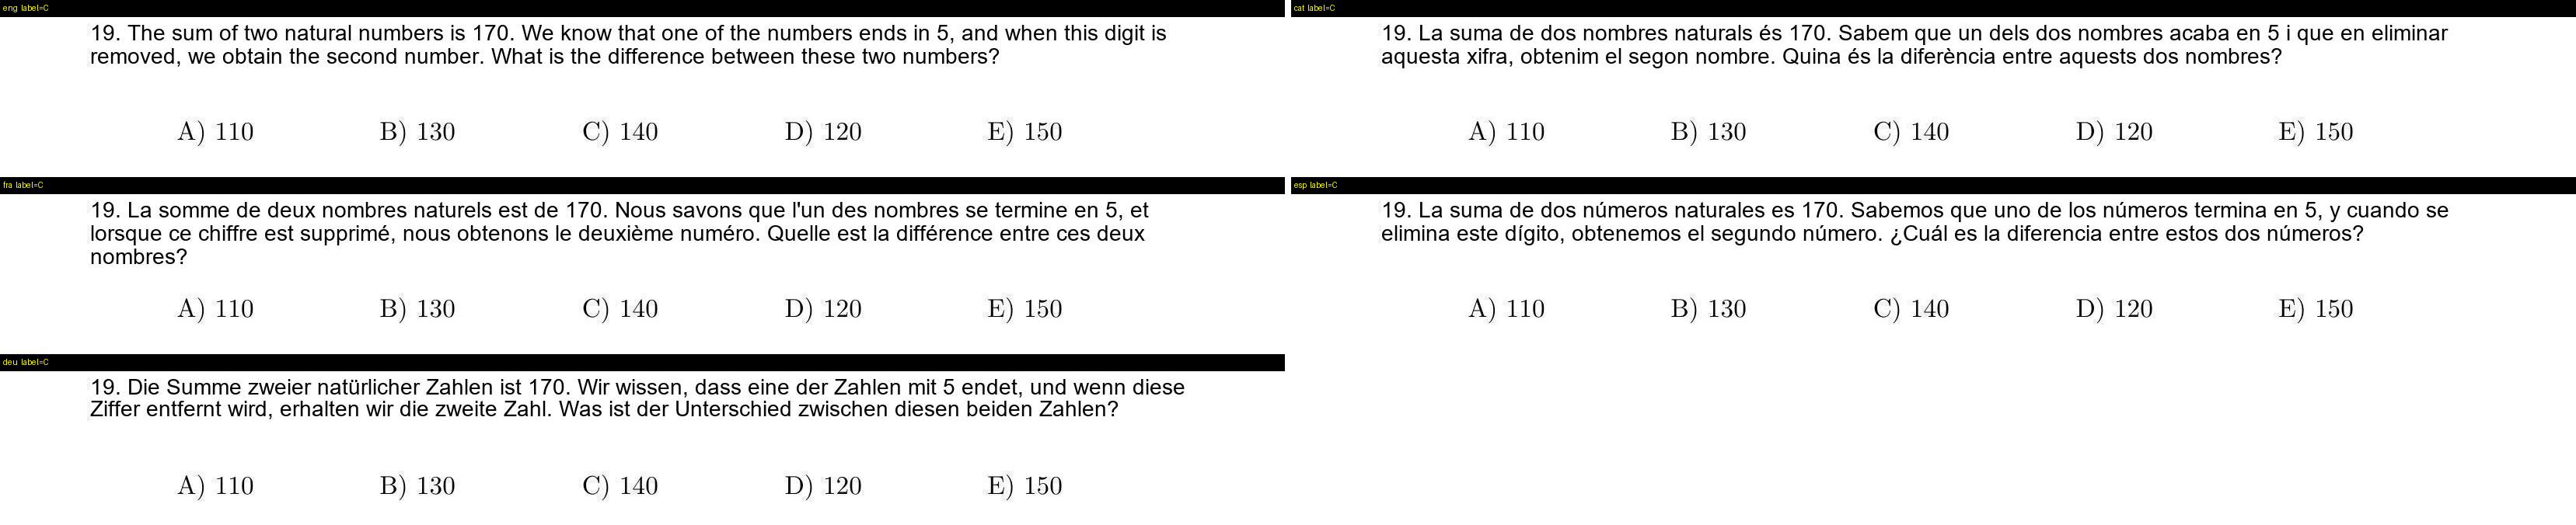 eng label=C
19. The sum of two natural numbers is 170. We know that one of the numbers ends in 5, and when this digit is
removed, we obtain the second number. What is the difference between these two numbers?
A) 110 B) 130 C) 140 D) 120 E) 150
cat label=C
19. La suma de dos nombres naturals és 170. Sabem que un dels dos nombres acaba en 5 i que en eliminar
aquesta xifra, obtenim el segon nombre. Quina és la diferència entre aquests dos nombres?
A) 110 B) 130 C) 140 D) 120 E) 150
fra label=C
19. La somme de deux nombres naturels est de 170. Nous savons que l'un des nombres se termine en 5, et
lorsque ce chiffre est supprimé, nous obtenons le deuxième numéro. Quelle est la différence entre ces deux
nombres?
A) 110 B) 130 C) 140 D) 120 E) 150
esp label=C
19. La suma de dos números naturales es 170. Sabemos que uno de los números termina en 5, y cuando se
elimina este dígito, obtenemos el segundo número. ¿Cuál es la diferencia entre estos dos números?
A) 110 B) 130 C) 140 D) 120 E) 150
deu label=C
19. Die Summe zweier natürlicher Zahlen ist 170. Wir wissen, dass eine der Zahlen mit 5 endet, und wenn diese
Ziffer entfernt wird, erhalten wir die zweite Zahl. Was ist der Unterschied zwischen diesen beiden Zahlen?
A) 110 B) 130 C) 140 D) 120 E) 150